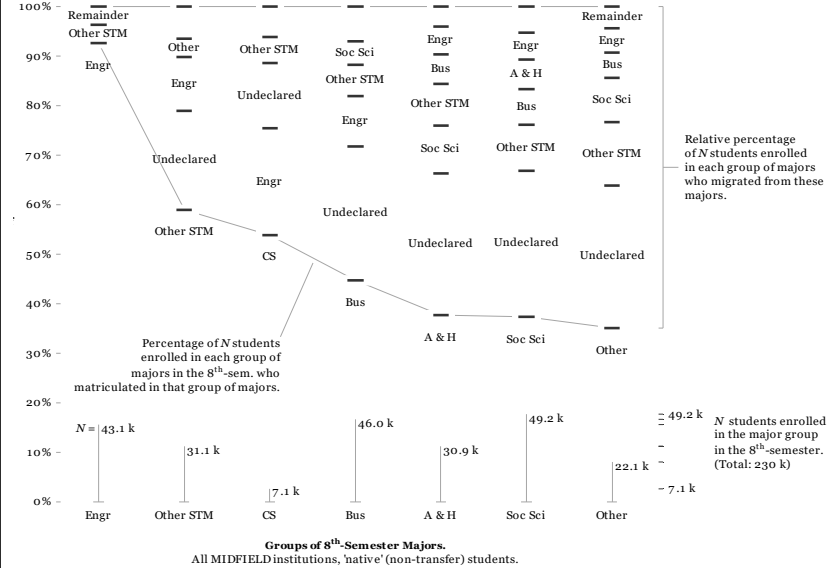 100%
90%
80%
70%
60%
50%
40%
30%
20%
10%
0%
Remainder
Other STM
Engr
Other
Engr
Undeclared
Other STM
Other STM
Undeclared
Engr
CS
Soc Sci
Other STM
Engr
Undeclared
Bus
Engr
Bus
Other STM
Soc Sci
Undeclared
A & H
Engr
A & H
Bus
Other STM
Undeclared
Soc Sci
Remainder
Engr
Bus
Soc Sci
Other STM
Undeclared
Other
Relative percentage
of N students enrolled
in each group of majors
who migrated from these
majors.
Percentage of N students
enrolled in each group of
majors in the 8th-sem. who
matriculated in that group of majors.
N = 43.1 k
31.1 k
7.1 k
46.0 k
30.9 k
49.2 k
22.1 k
49.2 k
7.1 k
N students enrolled
in the major group
in the 8th-semester.
(Total: 230 k)
Engr
Other STM
CS
Bus
A & H
Soc Sci
Other
Groups of 8th-Semester Majors.
All MIDFIELD institutions, 'native' (non-transfer) students.